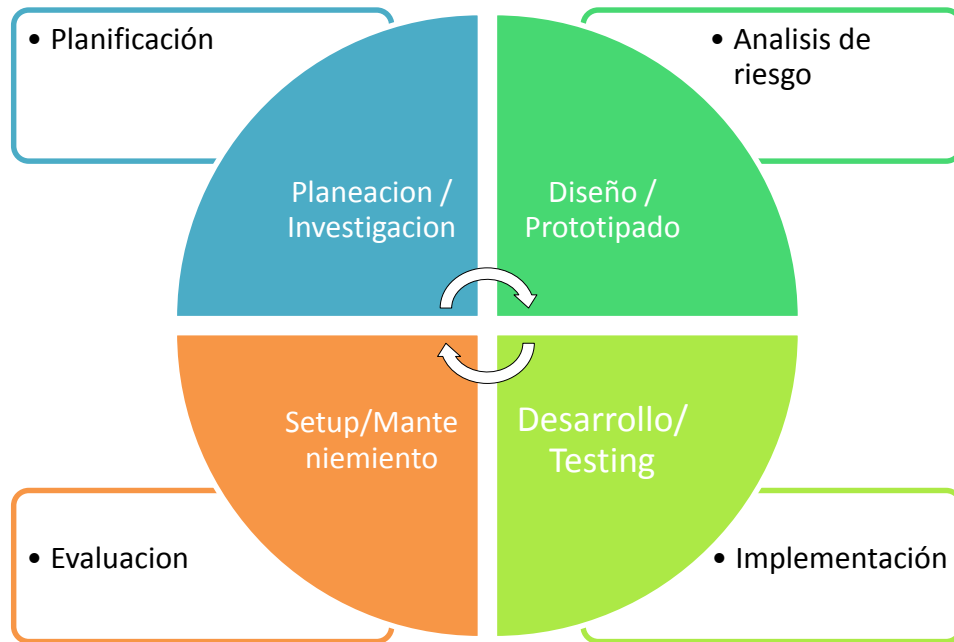 • Planificación
• Analisis de
riesgo
Planeacion /
Investigacion
Diseño /
Prototipado
Setup/Mante
niemiento
Desarrollo/
Testing
• Evaluacion
• Implementación